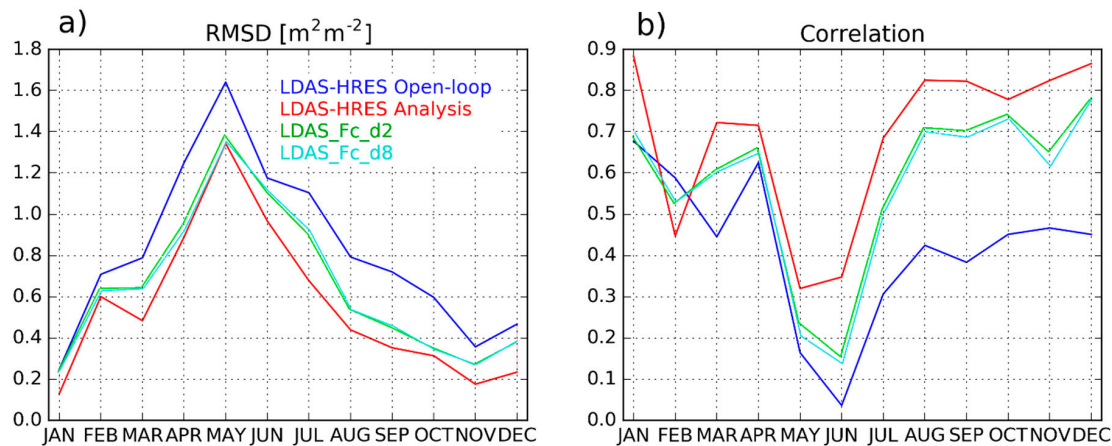 a)
RMSD [m²m⁻²]
1.8
1.6
1.4
1.2
1.0
0.8
0.6
0.4
0.2
0.0
LDAS-HRES Open-loop
LDAS-HRES Analysis
LDAS_Fc_d2
LDAS_Fc_d8
JAN FEB MAR APR MAY JUN JUL AUG SEP OCT NOV DEC
b)
Correlation
0.9
0.8
0.7
0.6
0.5
0.4
0.3
0.2
0.1
0.0
JAN FEB MAR APR MAY JUN JUL AUG SEP OCT NOV DEC